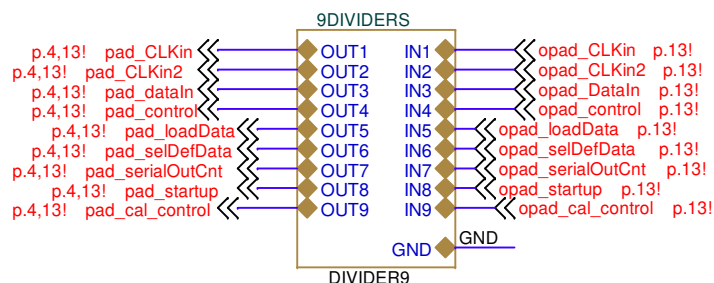 9DIVIDERS
p.4,13! pad_CLKin OUT1 IN1 opad_CLKin p.13!
p.4,13! pad_CLKin2 OUT2 IN2 opad_CLKin2 p.13!
p.4,13! pad_dataIn OUT3 IN3 opad_DataIn p.13!
p.4,13! pad_control OUT4 IN4 opad_control p.13!
p.4,13! pad_loadData OUT5 IN5 opad_loadData p.13!
p.4,13! pad_selDefData OUT6 IN6 opad_selDefData p.13!
p.4,13! pad_serialOutCnt OUT7 IN7 opad_serialOutCnt p.13!
p.4,13! pad_startup OUT8 IN8 opad_startup p.13!
p.4,13! pad_cal_control OUT9 IN9 opad_cal_control p.13!
GND GND
DIVIDER9